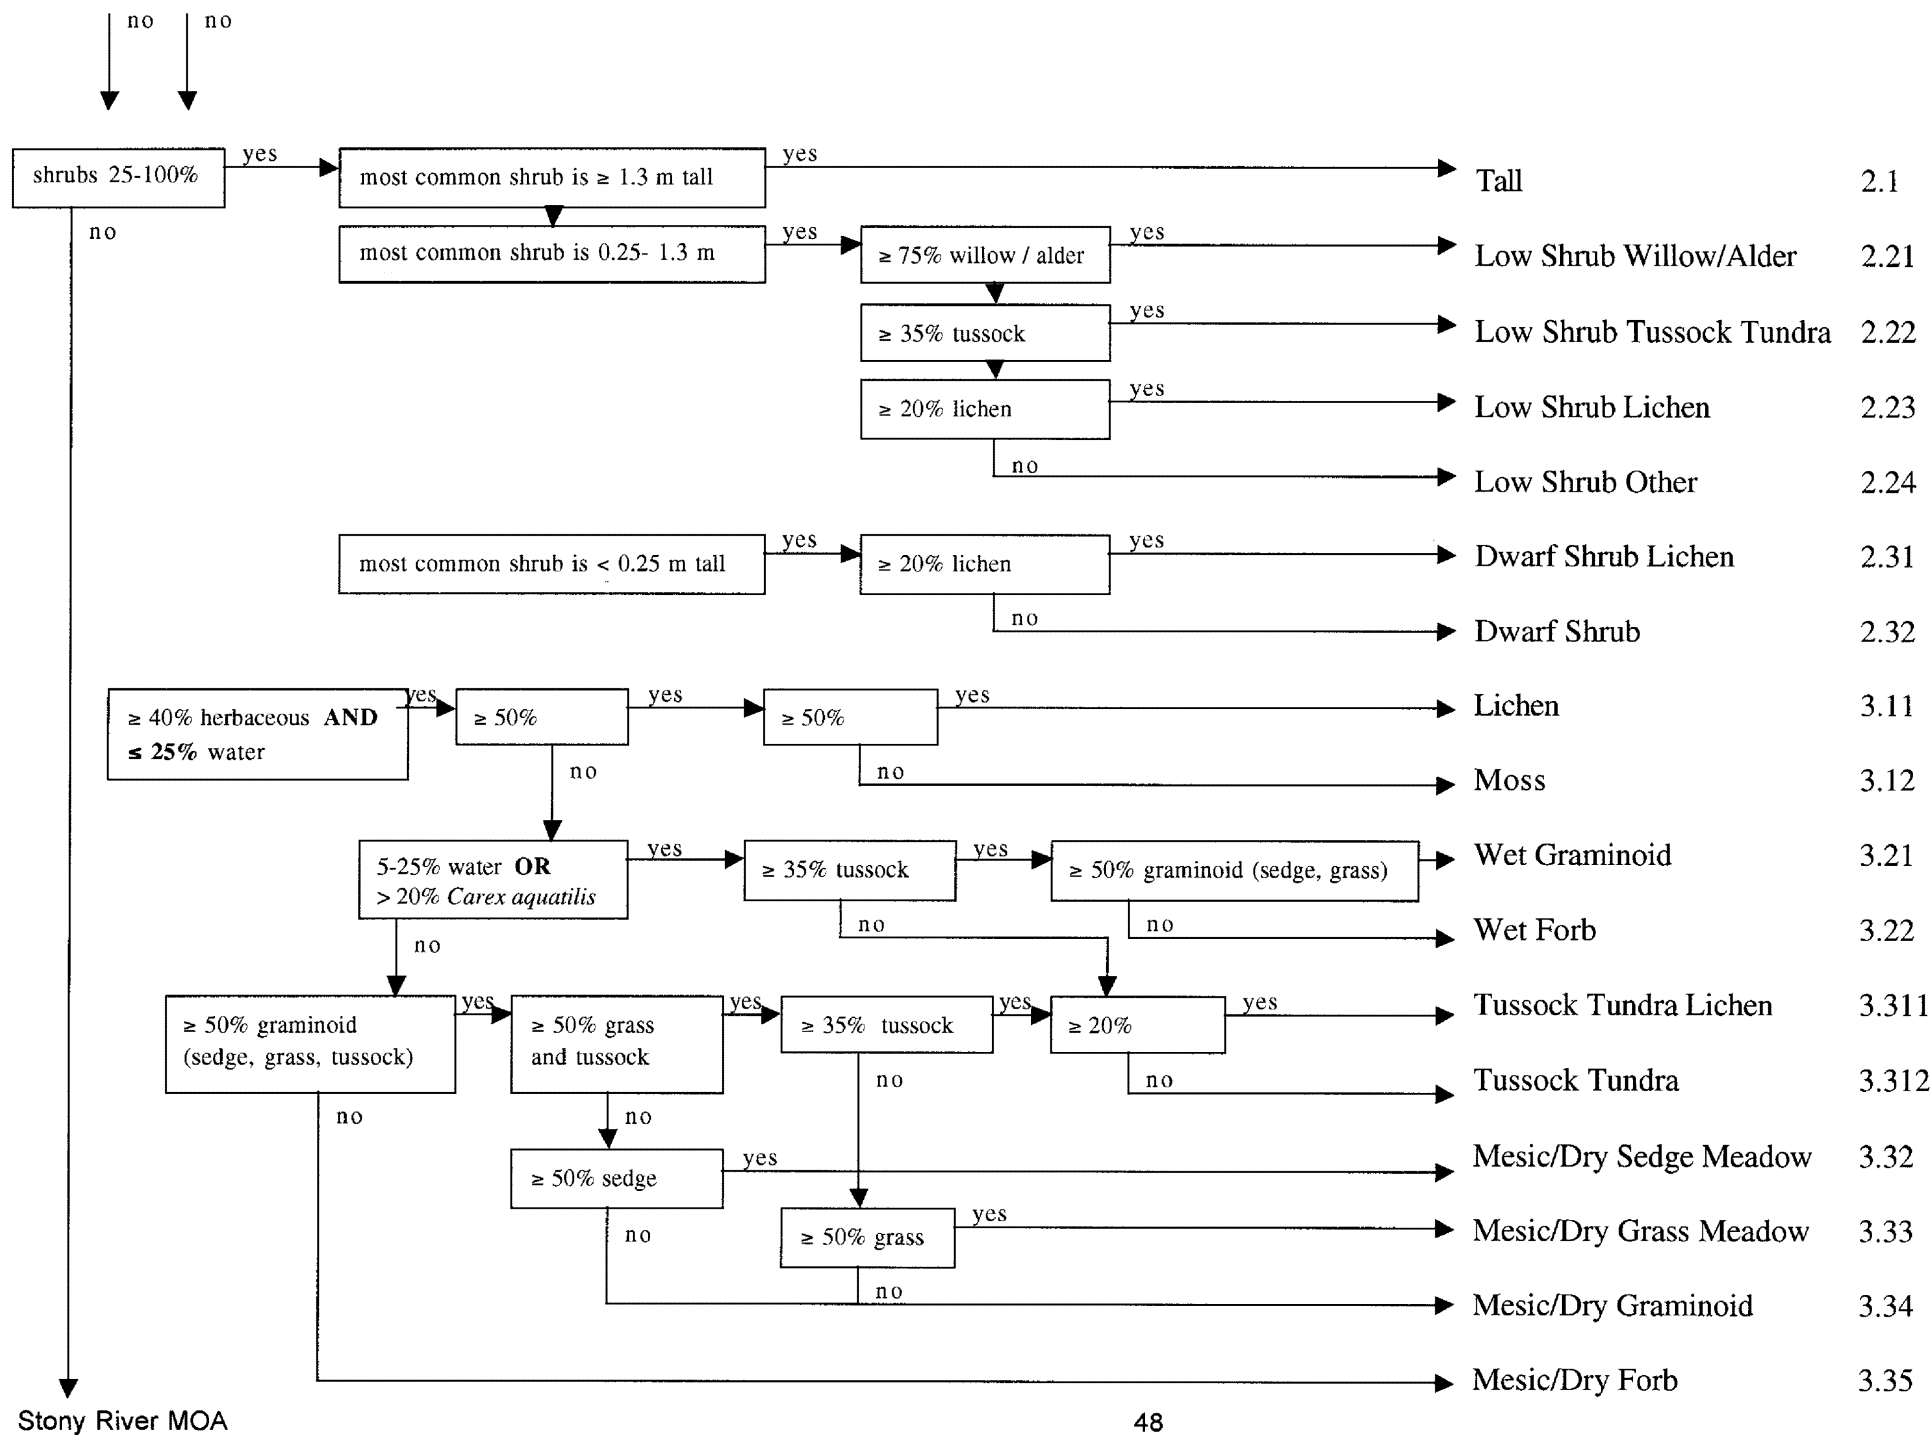 no no
shrubs 25-100% yes most common shrub is ≥ 1.3 m tall yes Tall 2.1
no
most common shrub is 0.25- 1.3 m yes ≥ 75% willow / alder yes Low Shrub Willow/Alder 2.21
≥ 35% tussock yes Low Shrub Tussock Tundra 2.22
≥ 20% lichen yes Low Shrub Lichen 2.23
no Low Shrub Other 2.24
most common shrub is < 0.25 m tall yes ≥ 20% lichen yes Dwarf Shrub Lichen 2.31
no Dwarf Shrub 2.32
≥ 40% herbaceous AND yes ≥ 50% yes ≥ 50% yes Lichen 3.11
≤ 25% water
no no Moss 3.12
5-25% water OR yes ≥ 35% tussock yes ≥ 50% graminoid (sedge, grass) Wet Graminoid 3.21
> 20% Carex aquatilis
no no no Wet Forb 3.22
≥ 50% graminoid yes ≥ 50% grass yes ≥ 35% tussock yes ≥ 20% yes Tussock Tundra Lichen 3.311
(sedge, grass, tussock) and tussock
no no Tussock Tundra 3.312
no no
≥ 50% sedge yes Mesic/Dry Sedge Meadow 3.32
no ≥ 50% grass yes Mesic/Dry Grass Meadow 3.33
no Mesic/Dry Graminoid 3.34
Mesic/Dry Forb 3.35
Stony River MOA 48